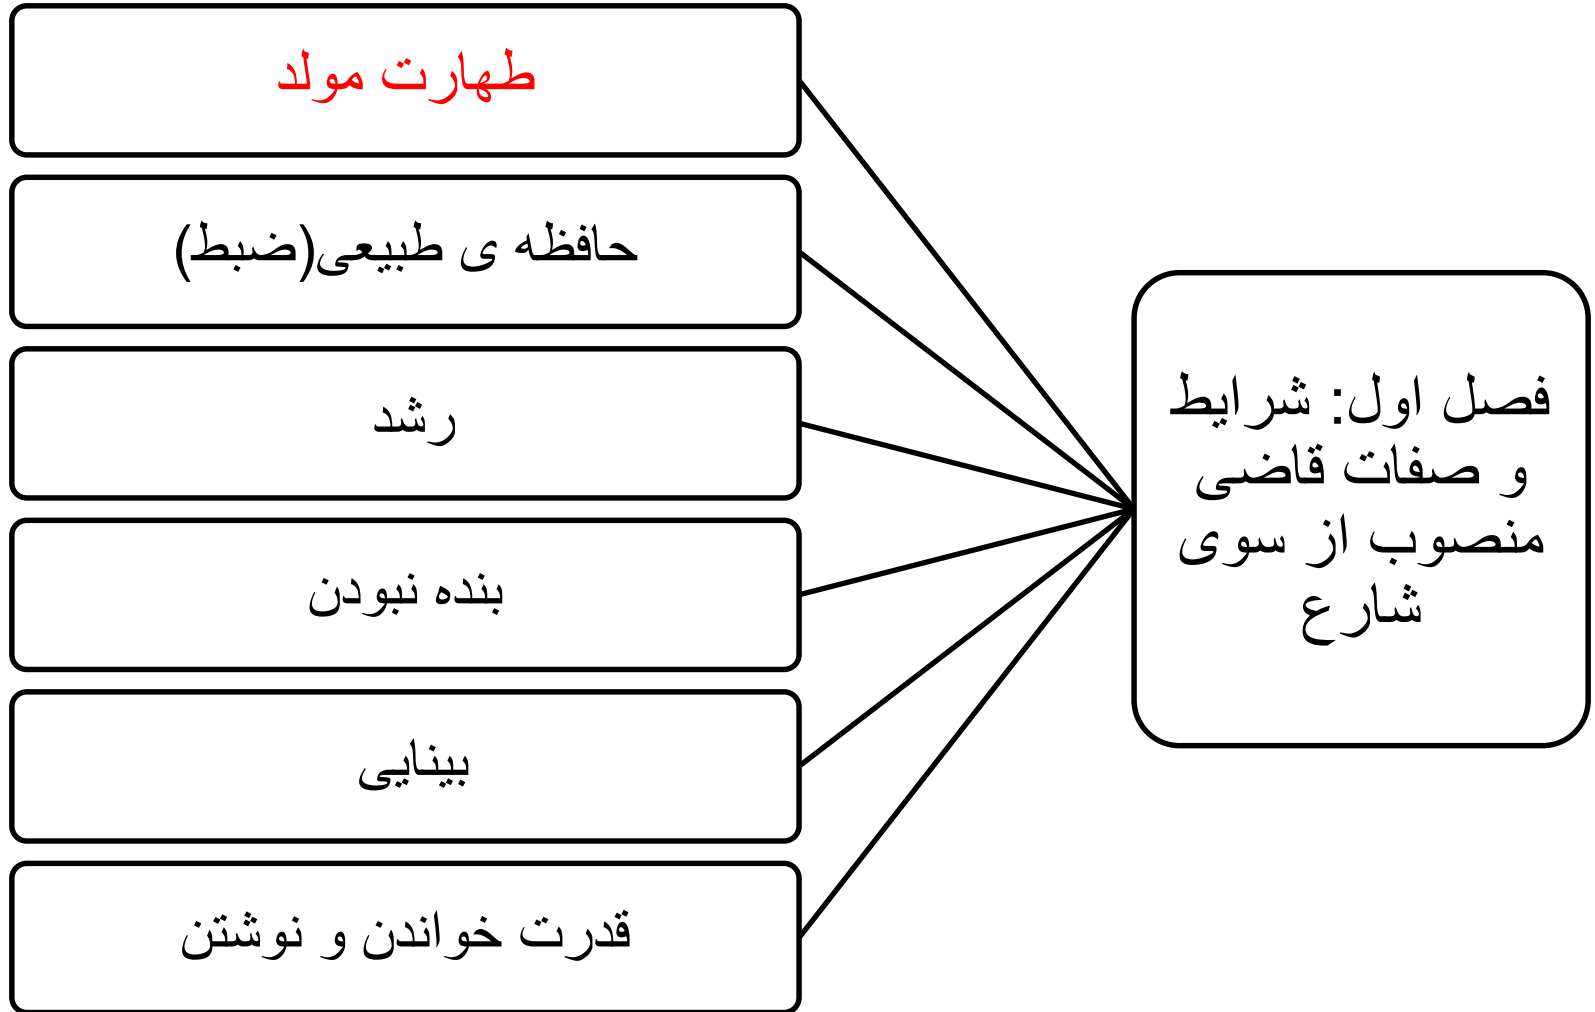 فصل اول: شرایط
و صفات قاضی
منصوب از سوی
شارع
طهارت مولد
حافظه ی طبیعی(ضبط)
رشد
بنده نبودن
بینایی
قدرت خواندن و نوشتن